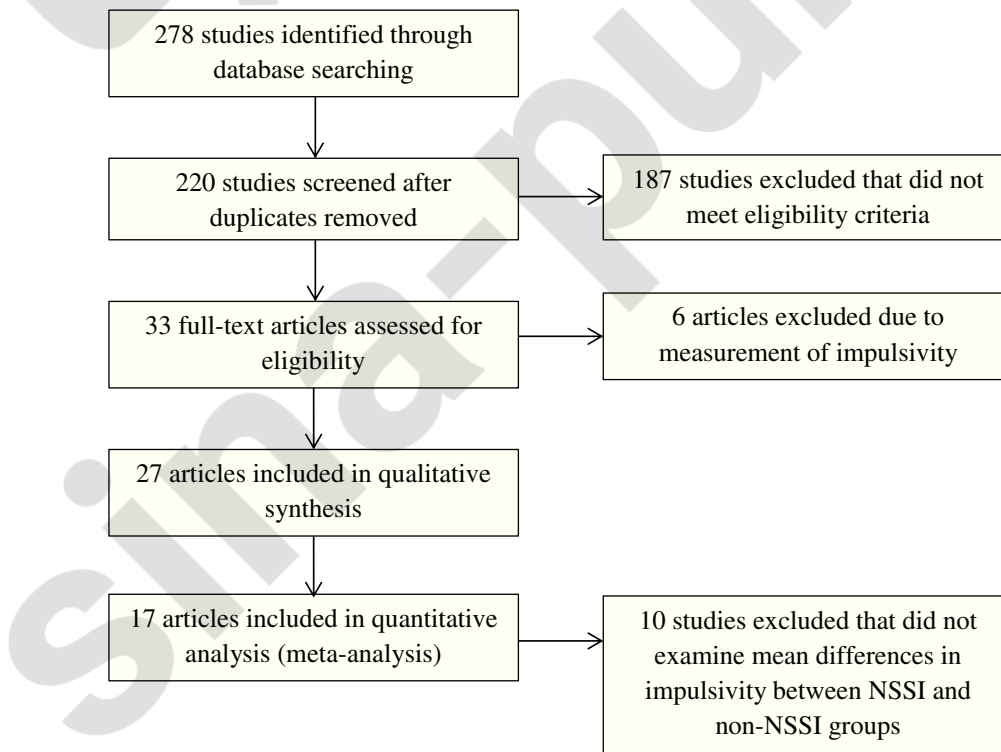 278 studies identified through
database searching
220 studies screened after
duplicates removed
187 studies excluded that did not
meet eligibility criteria
33 full-text articles assessed for
eligibility
6 articles excluded due to
measurement of impulsivity
27 articles included in qualitative
synthesis
17 articles included in quantitative
analysis (meta-analysis)
10 studies excluded that did not
examine mean differences in
impulsivity between NSSI and
non-NSSI groups
sina-pu